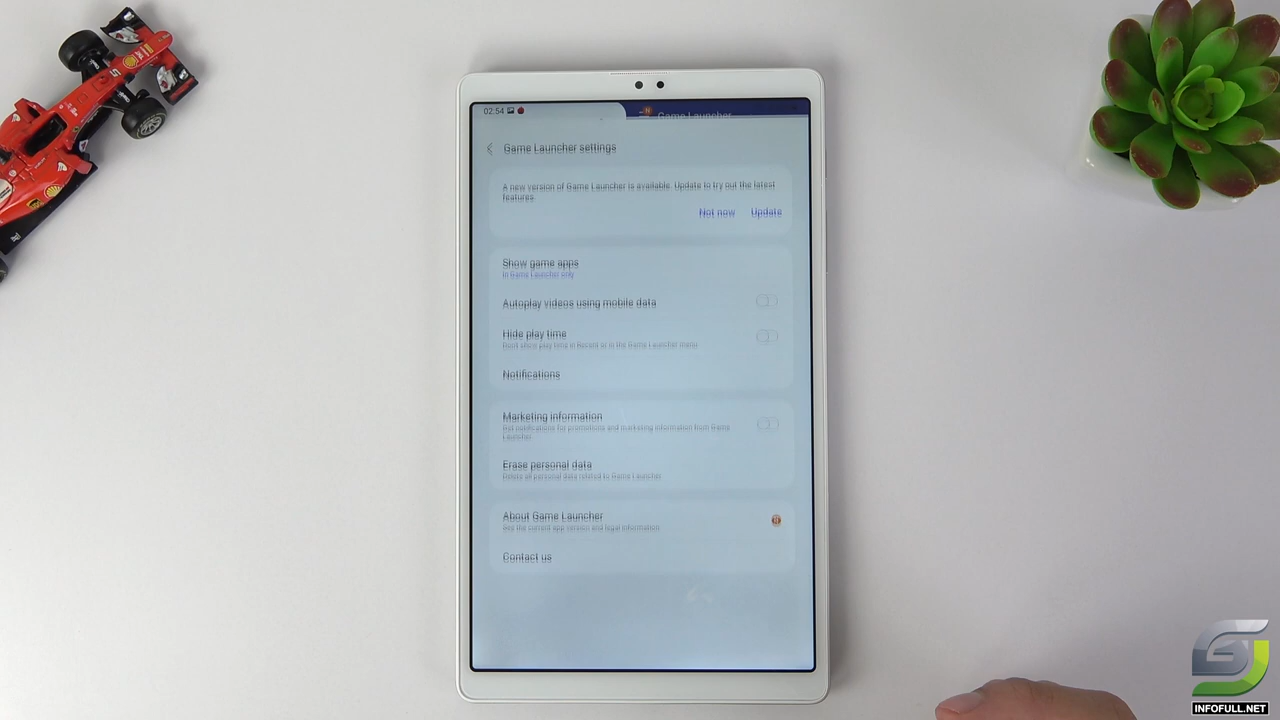 02:54
Game Launcher
Game Launcher settings
A new version of Game Launcher is available. Update to try out the latest
features.
Not now Update
Show game apps
In Game Launcher only
Autoplay videos using mobile data
Hide play time
Don't show play time in Recent or in the Game Launcher menu.
Notifications
Marketing information
Get notifications for promotions and marketing information from Game
Launcher.
Erase personal data
Delete all personal data related to Game Launcher.
About Game Launcher
See the current app version and legal information.
Contact us
INFOFULL.NET